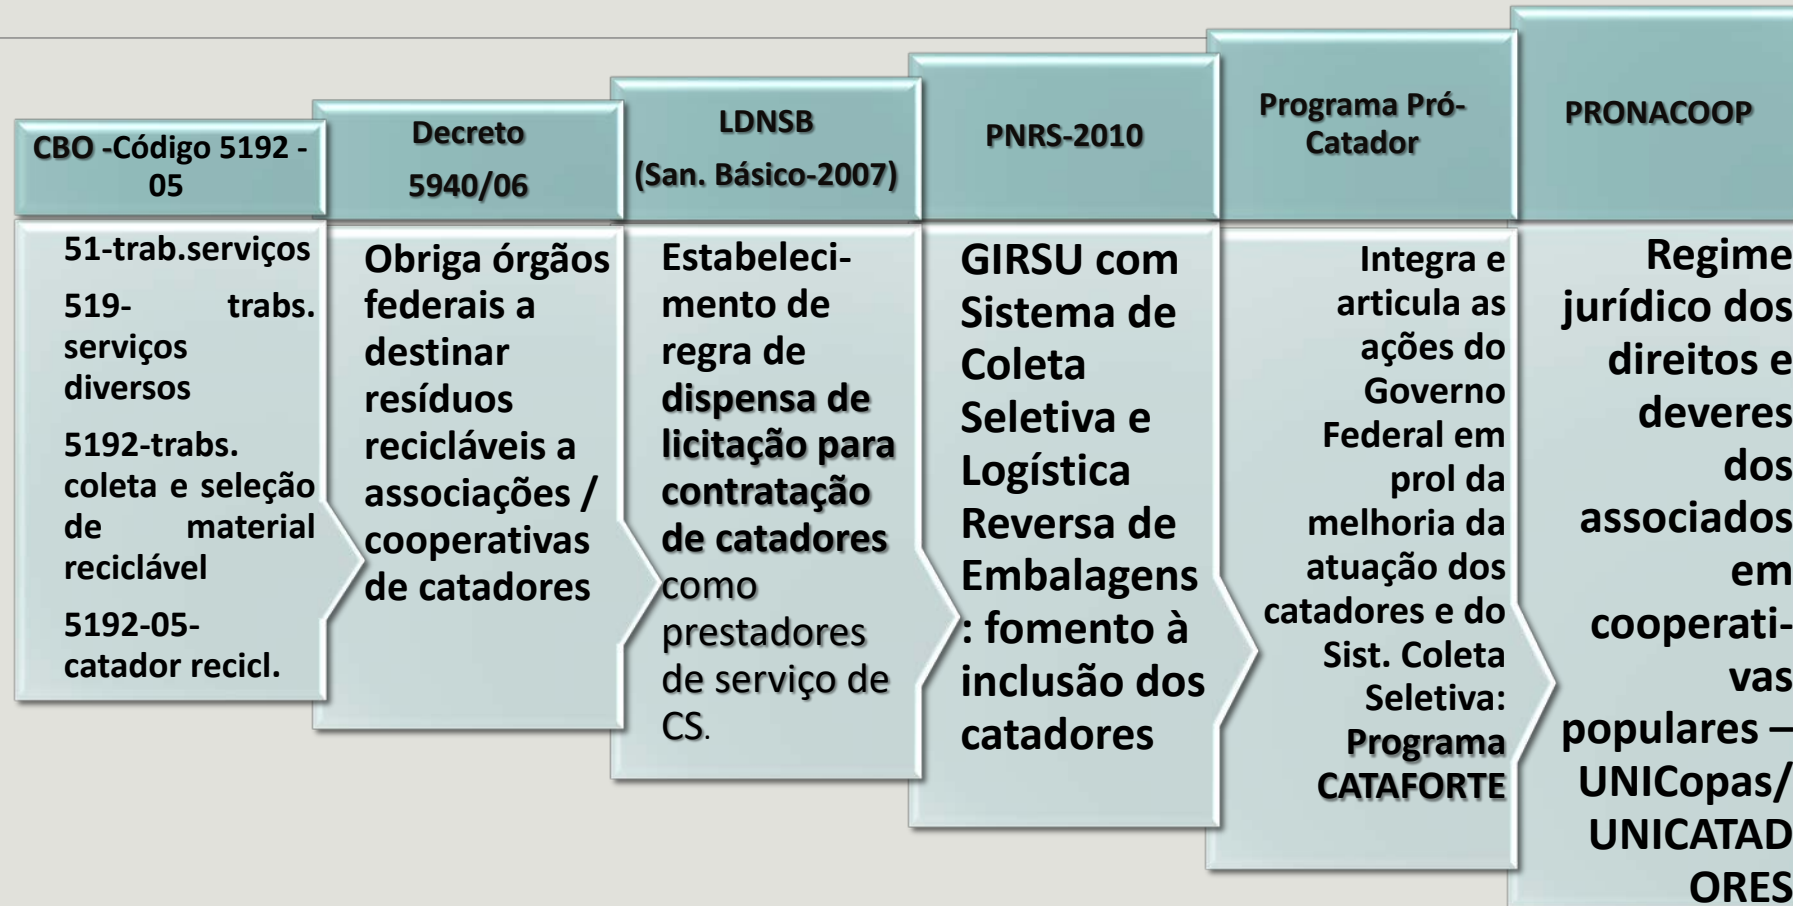 CBO -Código 5192 -
05
51-trab.serviços
519- trabs.
serviços
diversos
5192-trabs.
coleta e seleção
de material
reciclável
5192-05-
catador recicl.
Decreto
5940/06
Obriga órgãos
federais a
destinar
resíduos
recicláveis a
associações /
cooperativas
de catadores
LDNSB
(San. Básico-2007)
Estabeleci-
mento de
regra de
dispensa de
licitação para
contratação
de catadores
como
prestadores
de serviço de
CS.
PNRS-2010
GIRSU com
Sistema de
Coleta
Seletiva e
Logística
Reversa de
Embalagens
: fomento à
inclusão dos
catadores
Programa Pró-
Catador
Integra e
articula as
ações do
Governo
Federal em
prol da
melhoria da
atuação dos
catadores e do
Sist. Coleta
Seletiva:
Programa
CATAFORTE
PRONACOOP
Regime
jurídico dos
direitos e
deveres
dos
associados
em
cooperati-
vas
populares –
UNICopas/
UNICATAD
ORES